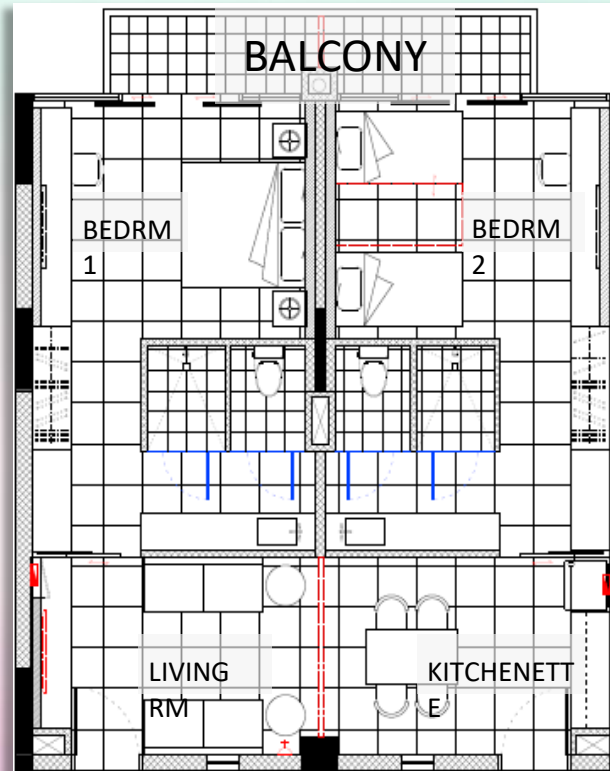 BALCONY
BEDRM
1
BEDRM
2
LIVING
RM
KITCHENETT
E